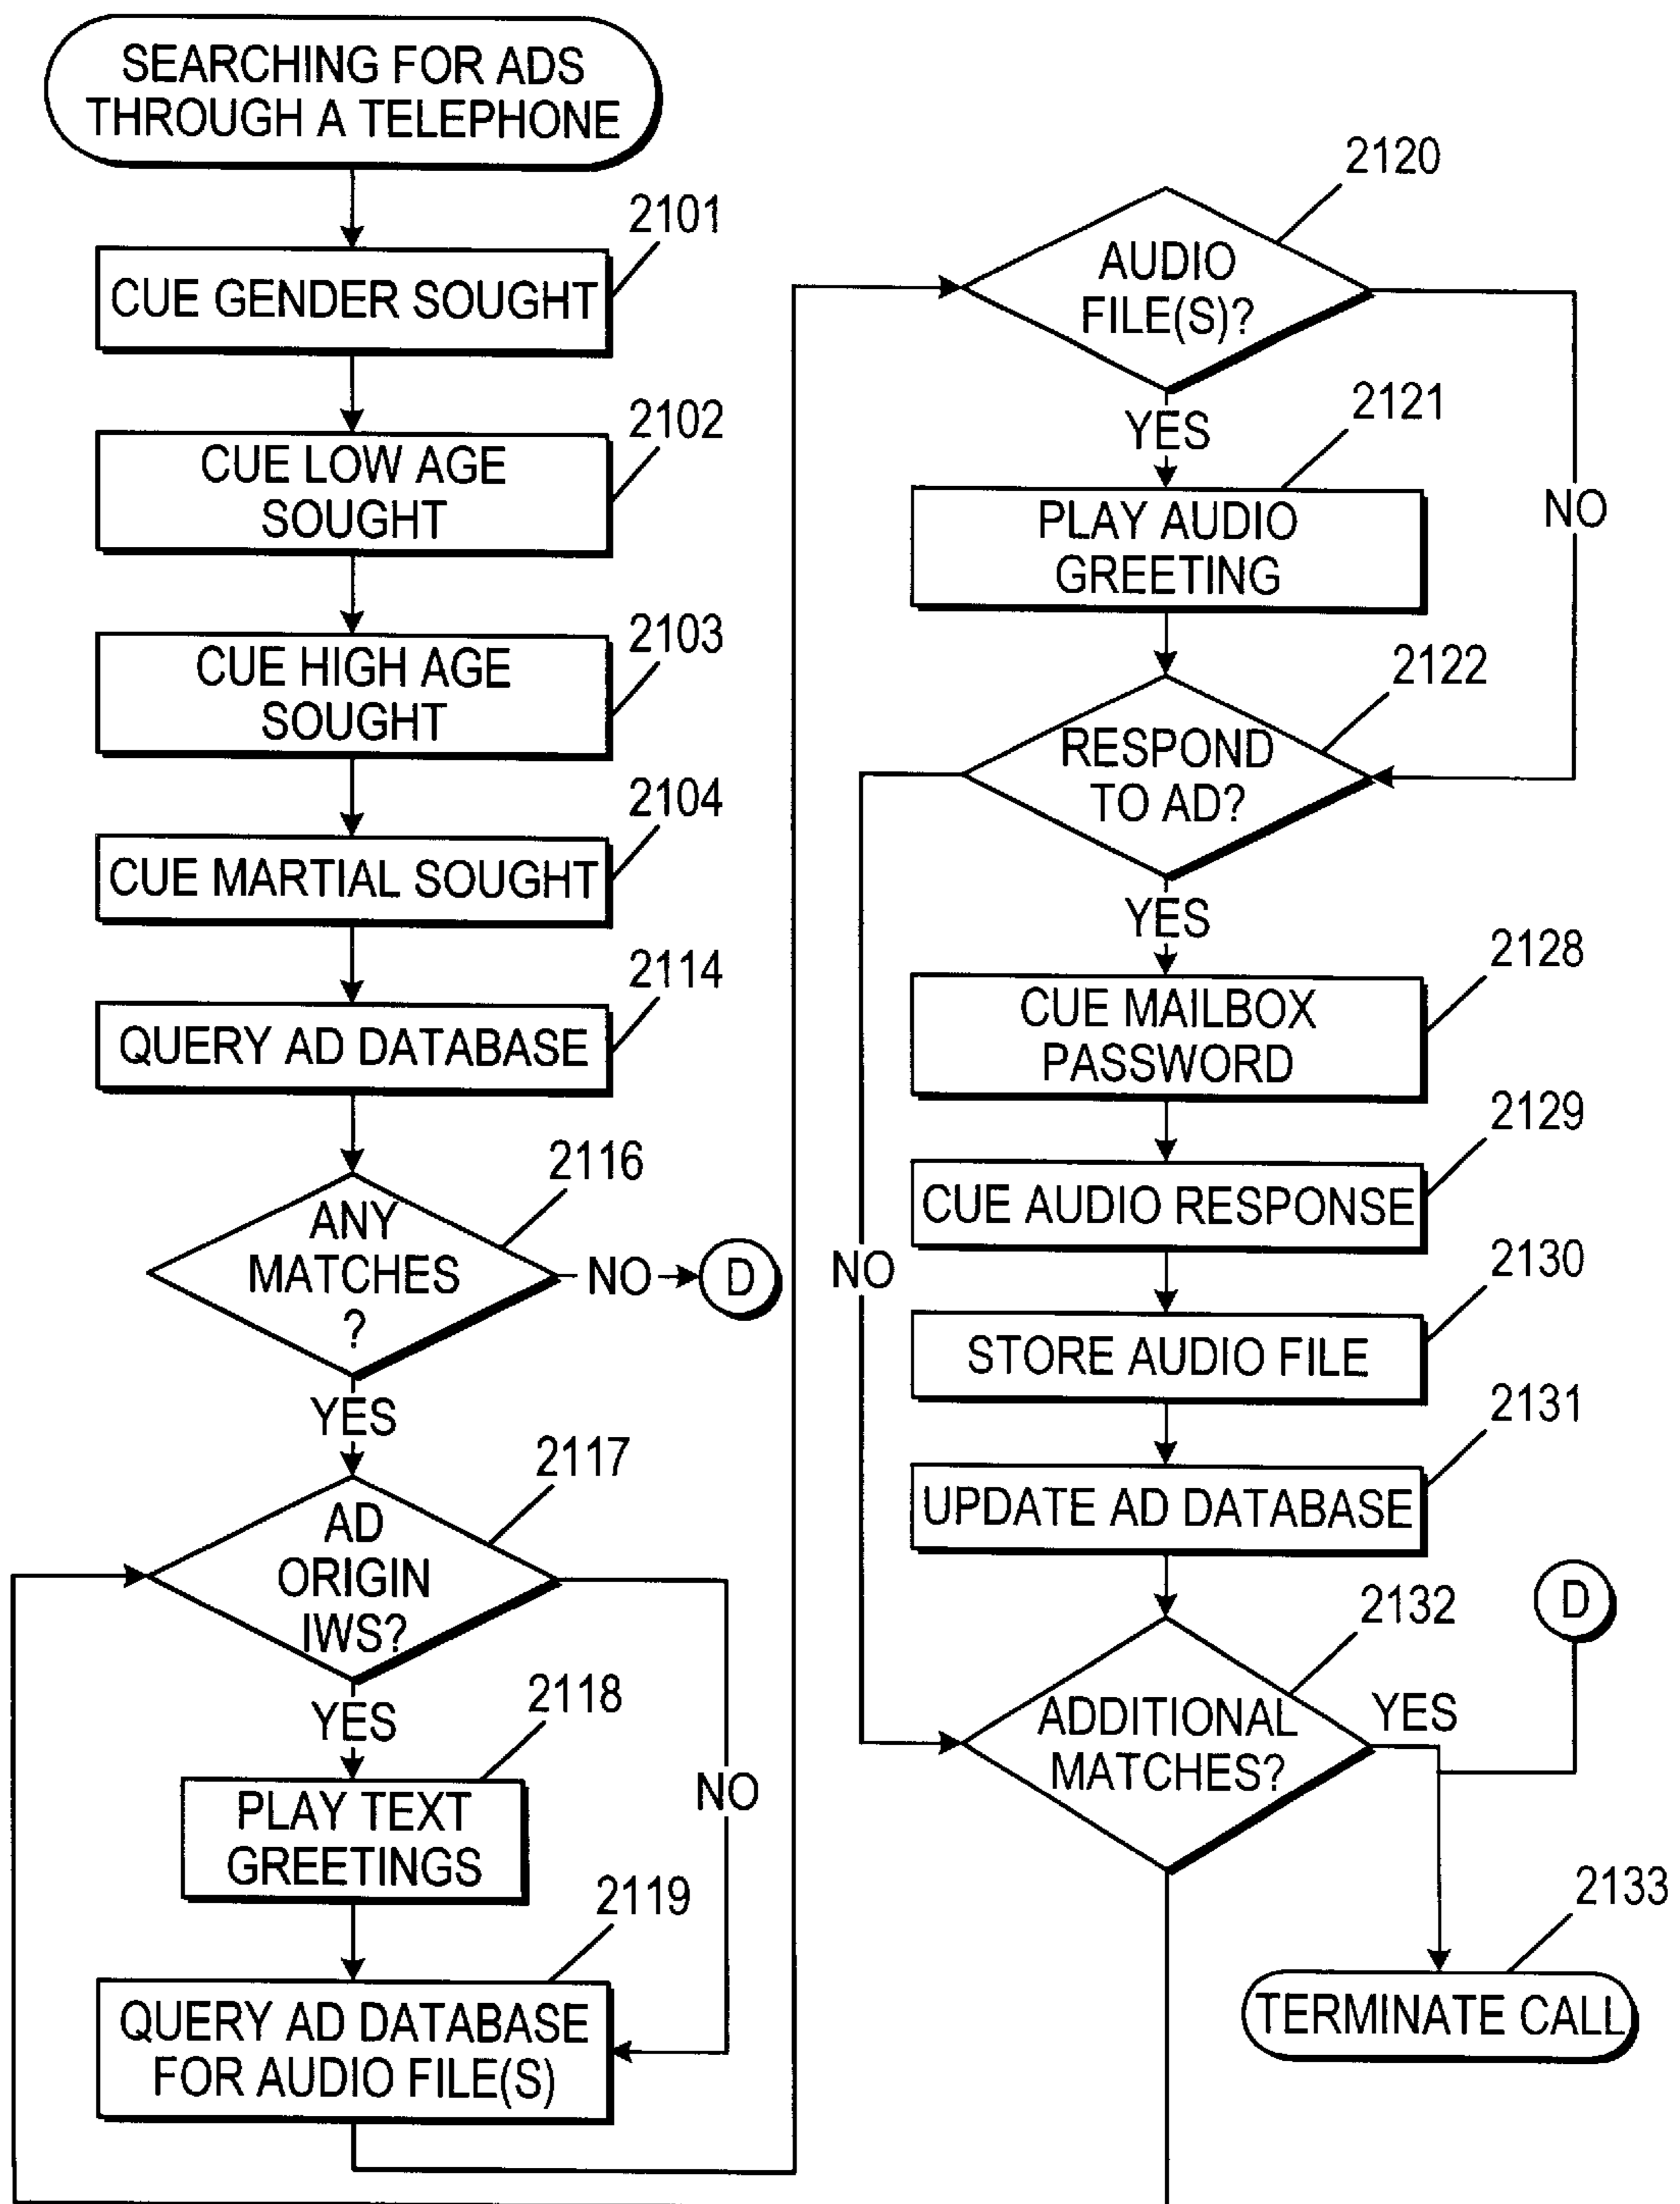 SEARCHING FOR ADS
THROUGH A TELEPHONE
2101
CUE GENDER SOUGHT
2102
CUE LOW AGE
SOUGHT
2103
CUE HIGH AGE
SOUGHT
2104
CUE MARTIAL SOUGHT
2114
QUERY AD DATABASE
2116
ANY
MATCHES
?
NO
D
YES
2117
AD
ORIGIN
IWS?
YES
NO
2118
PLAY TEXT
GREETINGS
2119
QUERY AD DATABASE
FOR AUDIO FILE(S)
2120
AUDIO
FILE(S)?
YES
NO
2121
PLAY AUDIO
GREETING
2122
RESPOND
TO AD?
YES
NO
2128
CUE MAILBOX
PASSWORD
2129
CUE AUDIO RESPONSE
2130
STORE AUDIO FILE
2131
UPDATE AD DATABASE
2132
ADDITIONAL
MATCHES?
YES
D
2133
TERMINATE CALL